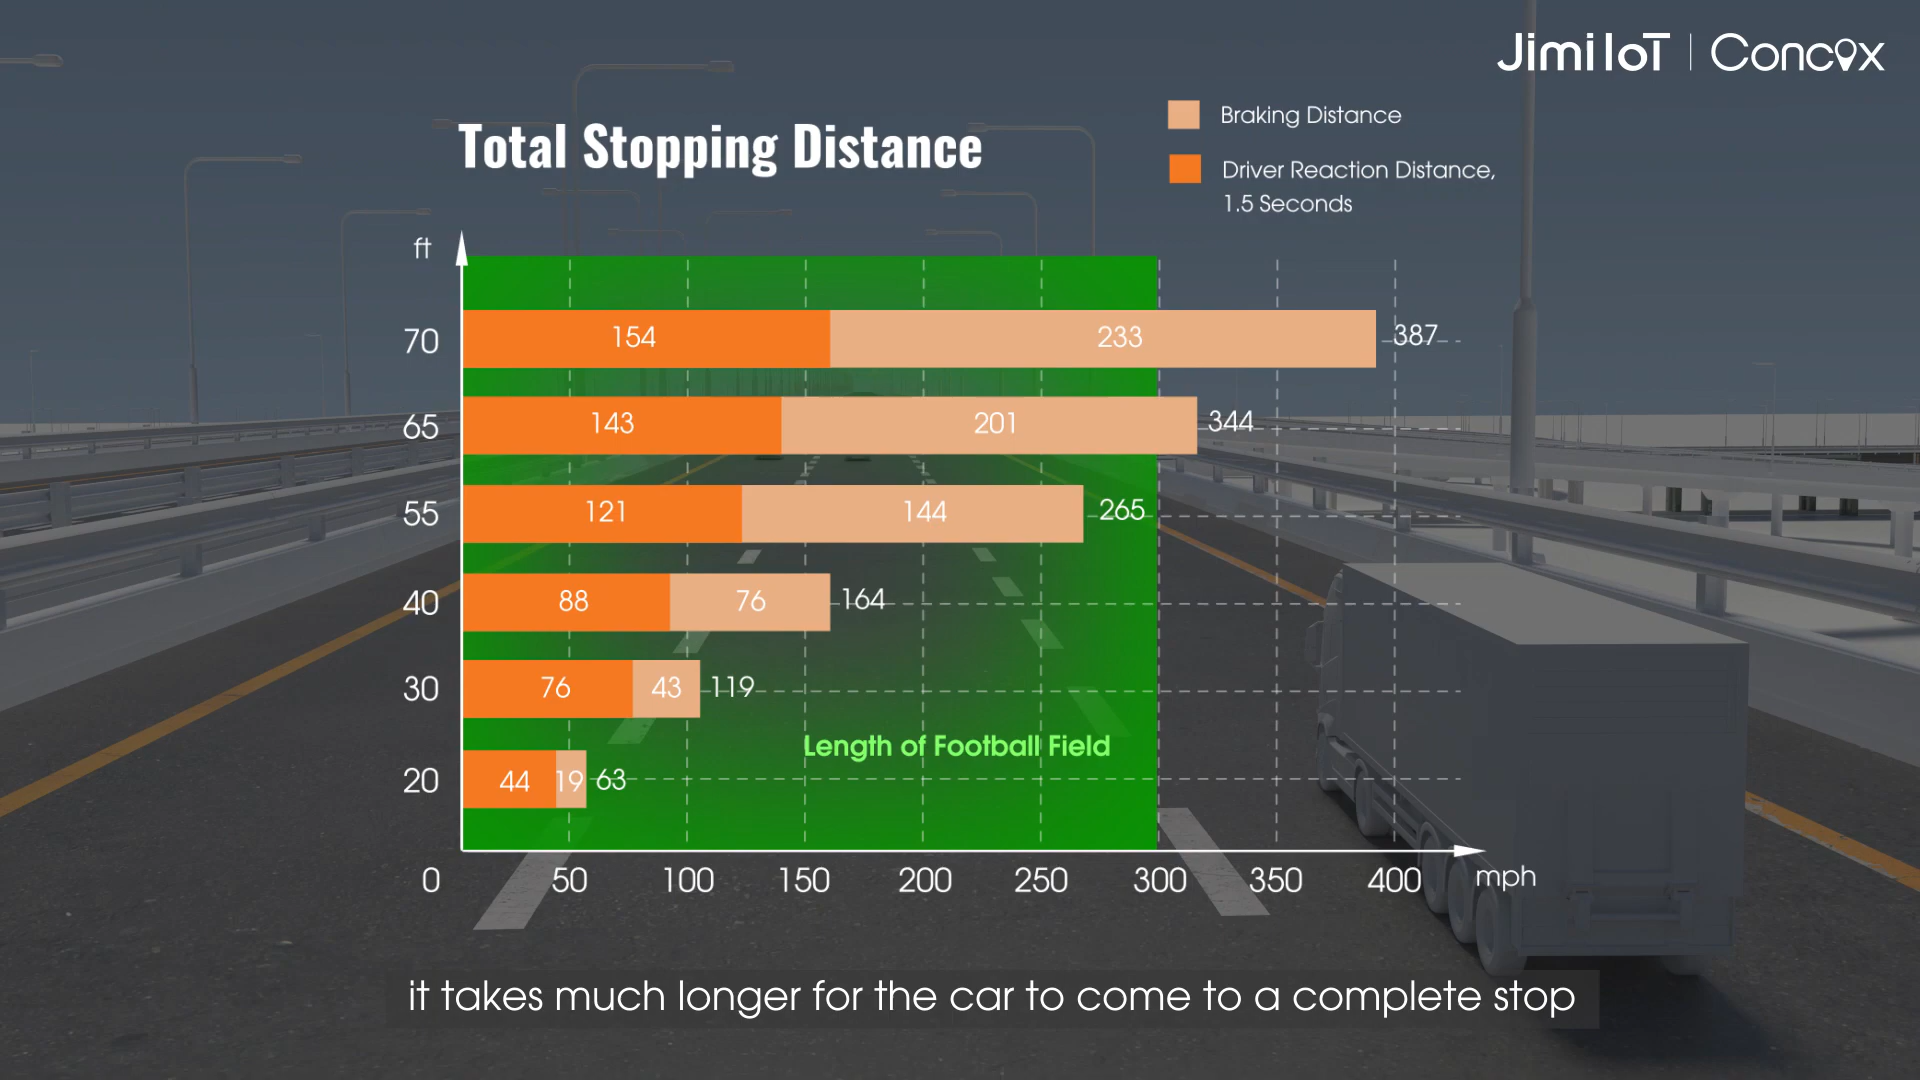 Jimi IoT | Concox
Braking Distance
Total Stopping Distance
Driver Reaction Distance,
1.5 Seconds
ft
70 154 233 387
65 143 201 344
55 121 144 265
40 88 76 164
30 76 43 119
Length of Football Field
20 44 19 63
0 50 100 150 200 250 300 350 400 mph
it takes much longer for the car to come to a complete stop